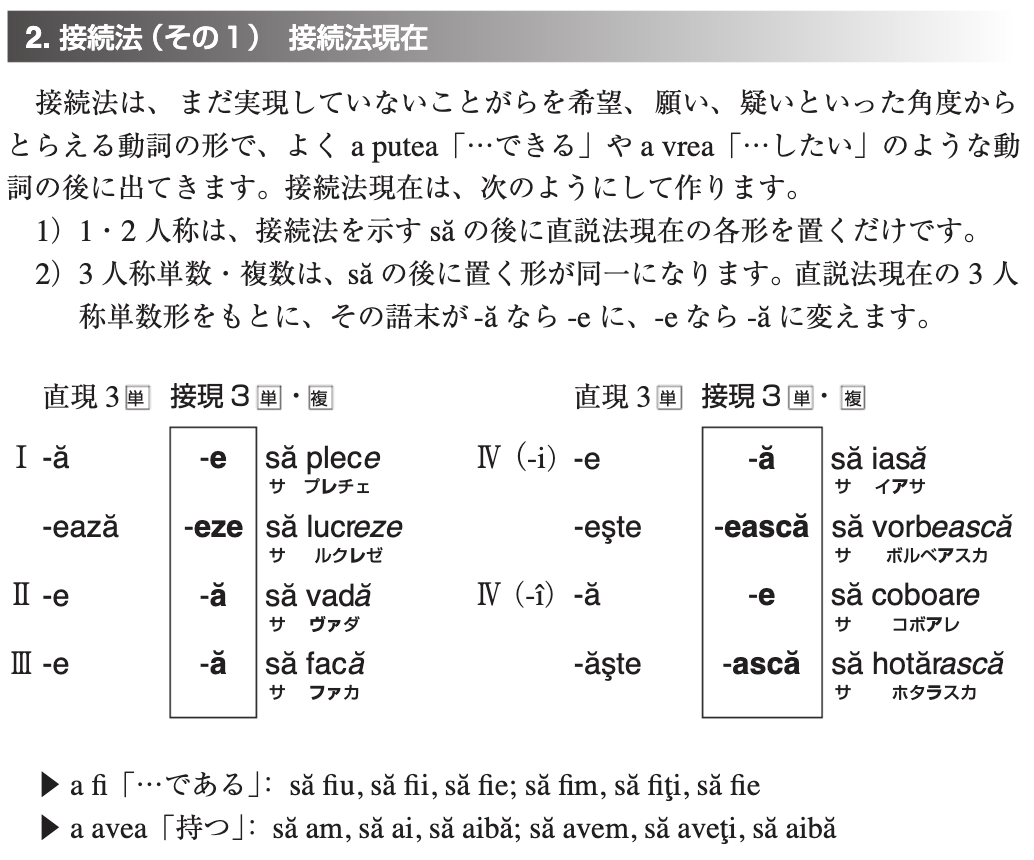 2. 接続法（その１） 接続法現在
接続法は、まだ実現していないことがらを希望、願い、疑いといった角度から
とらえる動詞の形で、よく a putea「…できる」や a vrea「…したい」のような動
詞の後に出てきます。接続法現在は、次のようにして作ります。
1）1・2 人称は、接続法を示す să の後に直説法現在の各形を置くだけです。
2）3 人称単数・複数は、să の後に置く形が同一になります。直説法現在の 3 人
称単数形をもとに、その語末が -ă なら -e に、-e なら -ă に変えます。
直現 3 単 接現 3 単・複 直現 3 単 接現 3 単・複
Ⅰ -ă -e să plece Ⅳ（-i） -e -ă să iasă
サ プレチェ サ イアサ
-ează -eze să lucreze -eşte -ească să vorbească
サ ルクレゼ サ ボルベアスカ
Ⅱ -e -ă să vadă Ⅳ（-î） -ă -e să coboare
サ ヴァダ サ コボアレ
Ⅲ -e -ă să facă -ăşte -ască să hotărască
サ ファカ サ ホタラスカ
▶ a fi「…である」: să fiu, să fii, să fie; să fim, să fiţi, să fie
▶ a avea「持つ」: să am, să ai, să aibă; să avem, să aveţi, să aibă